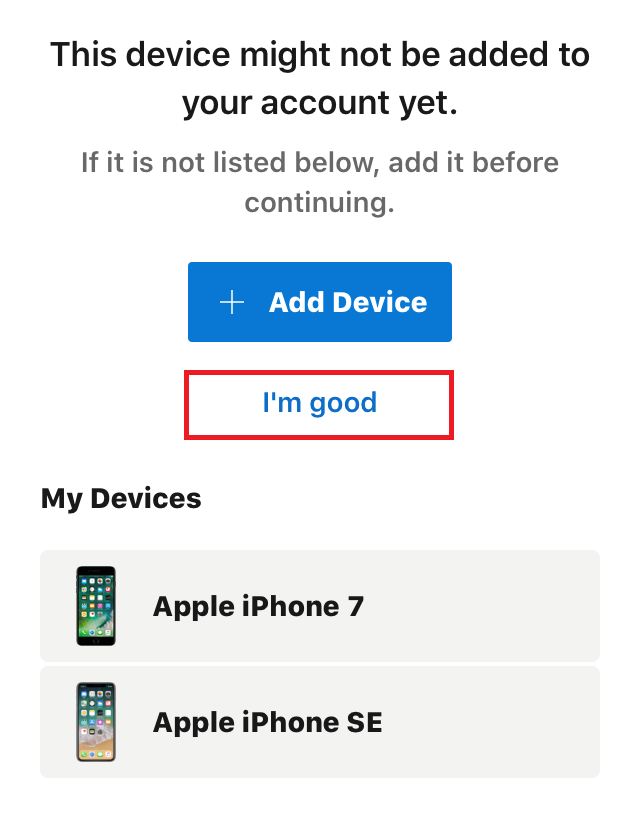 This device might not be added to
your account yet.
If it is not listed below, add it before
continuing.
+ Add Device
I'm good
My Devices
Apple iPhone 7
Apple iPhone SE